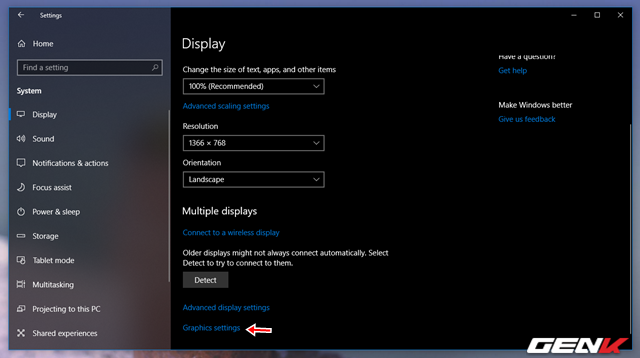 Settings
Home
Find a setting
System
Display
Sound
Notifications & actions
Focus assist
Power & sleep
Storage
Tablet mode
Multitasking
Projecting to this PC
Shared experiences
Display
Change the size of text, apps, and other items
100% (Recommended)
Advanced scaling settings
Resolution
1366 × 768
Orientation
Landscape
Multiple displays
Connect to a wireless display
Older displays might not always connect automatically. Select
Detect to try to connect to them.
Detect
Advanced display settings
Graphics settings
Have a question?
Get help
Make Windows better
Give us feedback
GENK